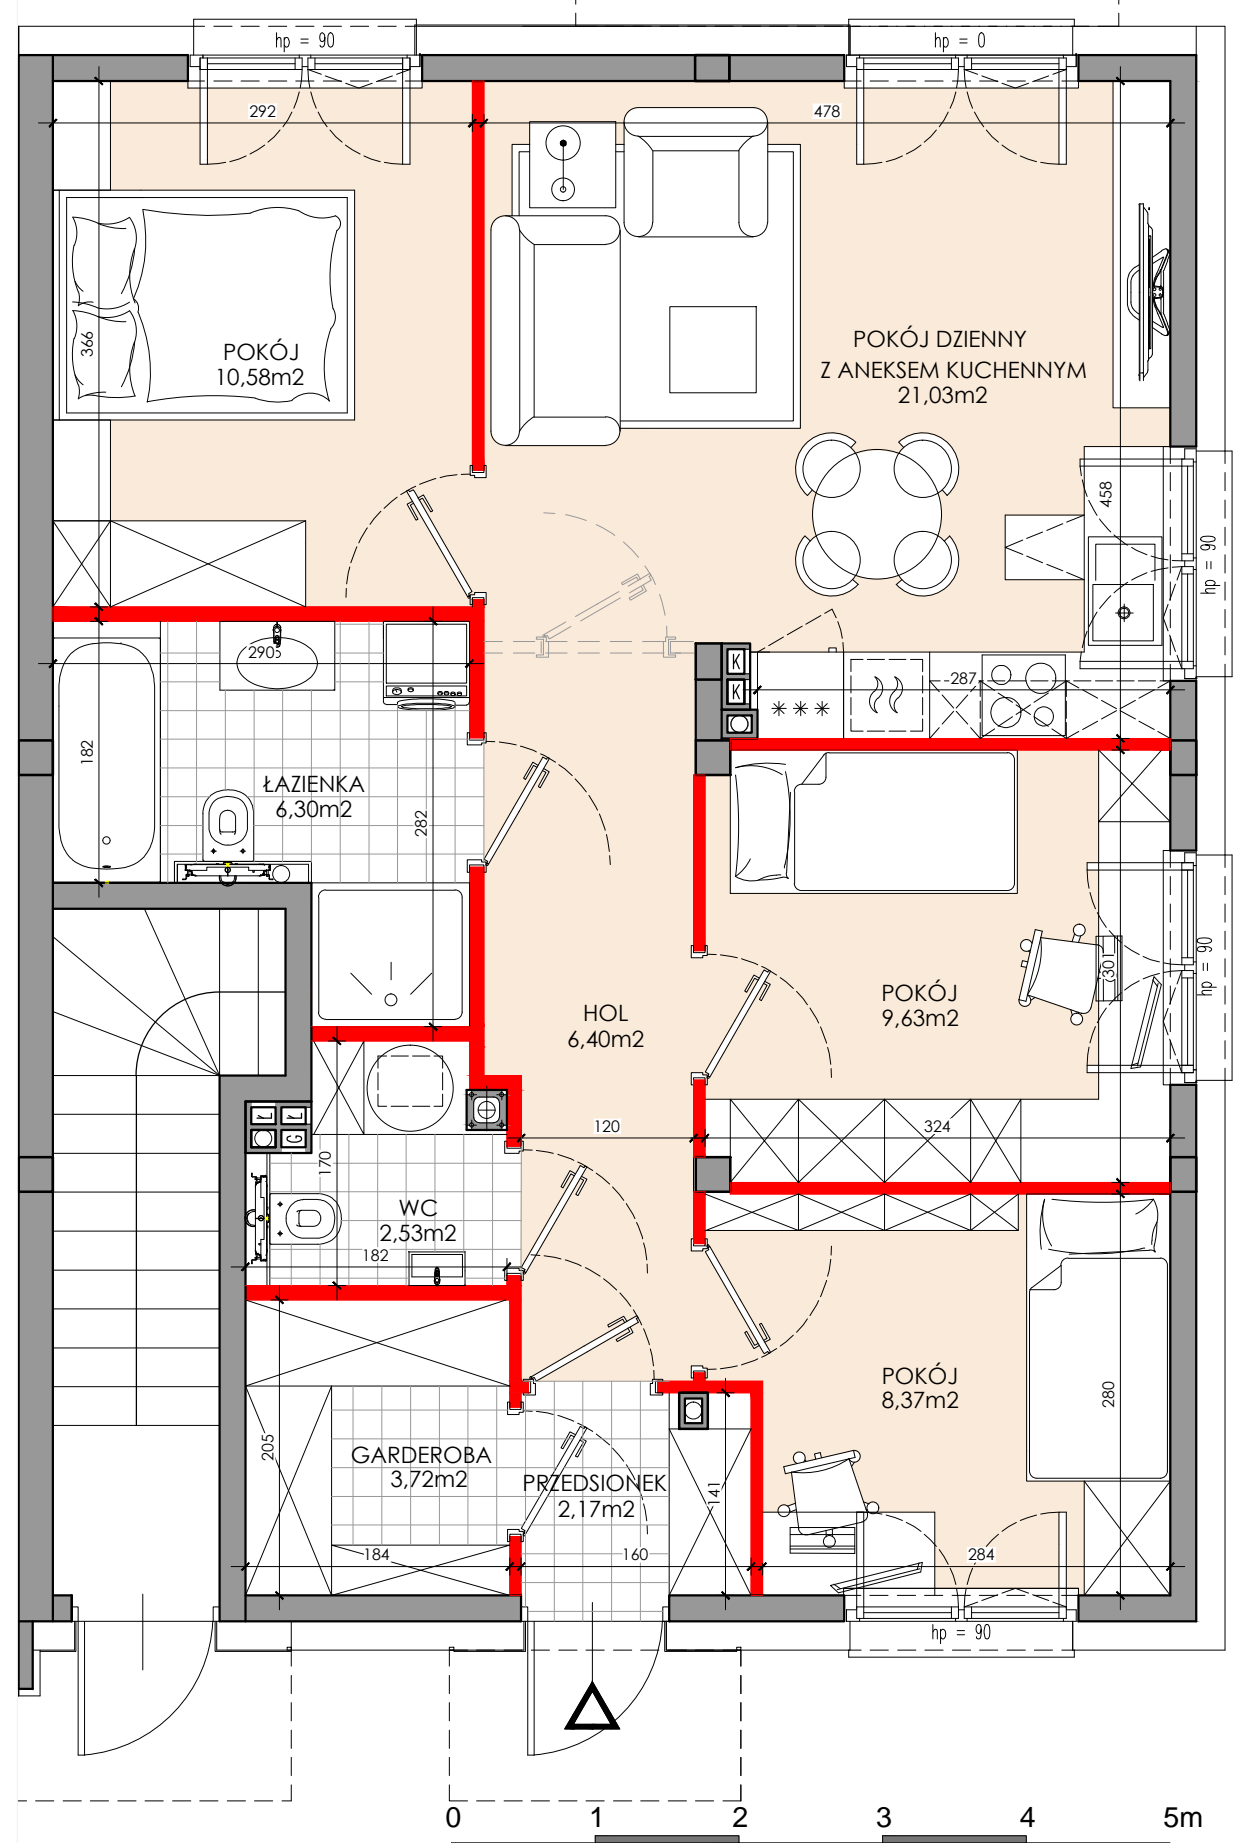 hp = 90
hp = 0
292
478
366
POKÓJ
10,58m2
POKÓJ DZIENNY
Z ANEKSEM KUCHENNYM
21,03m2
458
hp = 90
290
K
K
287
182
ŁAZIENKA
6,30m2
282
hp = 90
301
POKÓJ
9,63m2
HOL
6,40m2
120
324
Ł
Ł
G
170
WC
2,53m2
182
POKÓJ
8,37m2
280
205
GARDEROBA
3,72m2
PRZEDSIONEK
2,17m2
141
184
160
284
hp = 90
0 1 2 3 4 5m